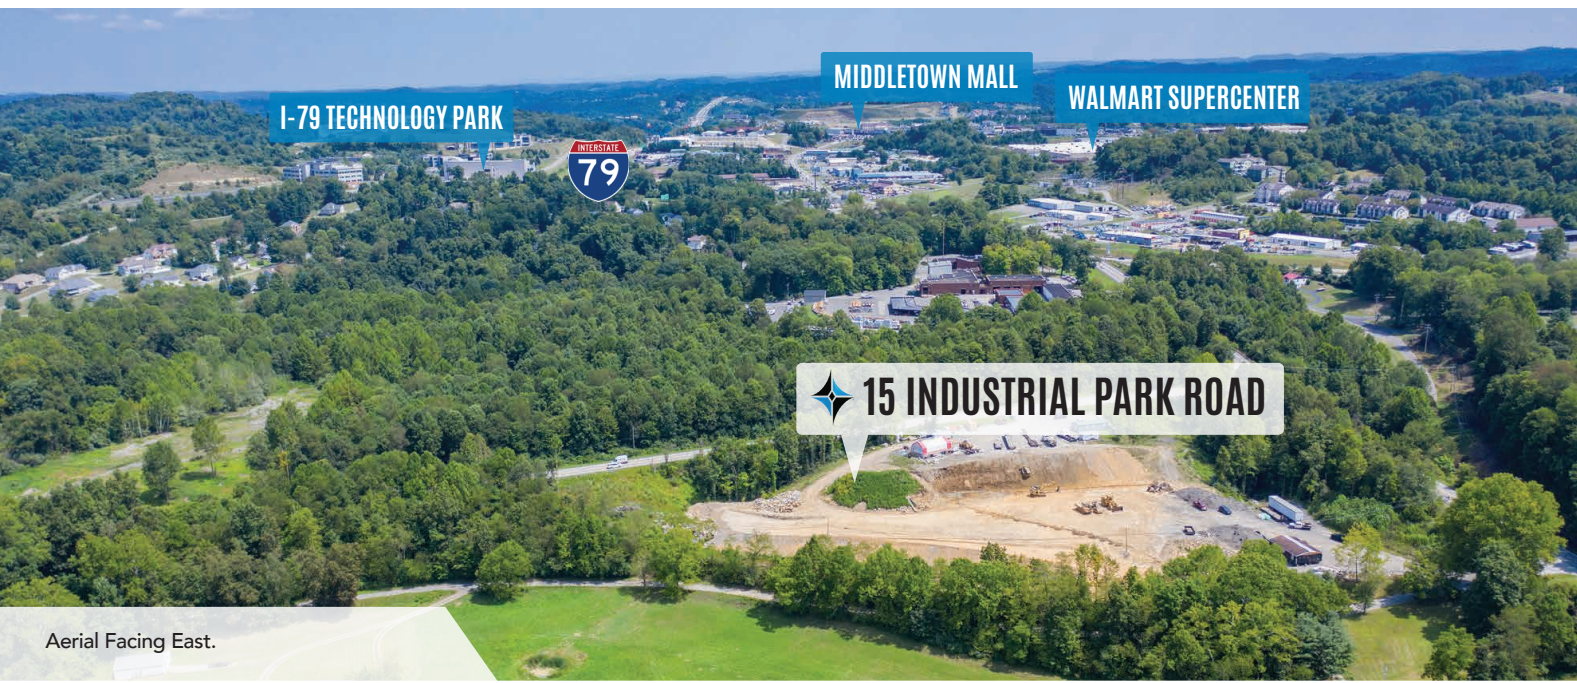 MIDDLETOWN MALL
WALMART SUPERCENTER
I-79 TECHNOLOGY PARK
INTERSTATE
79
15 INDUSTRIAL PARK ROAD
Aerial Facing East.